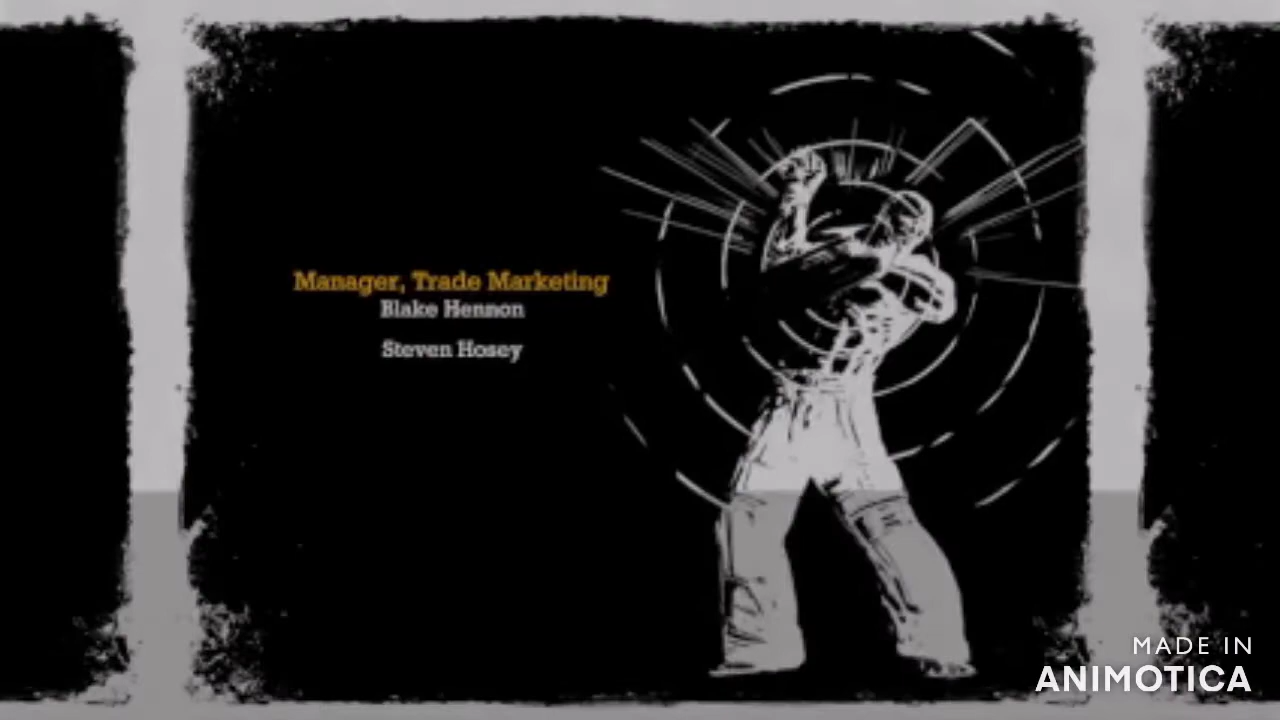 Manager, Trade Marketing
Blake Hennon
Steven Hosey
MADE IN
ANIMOTICA